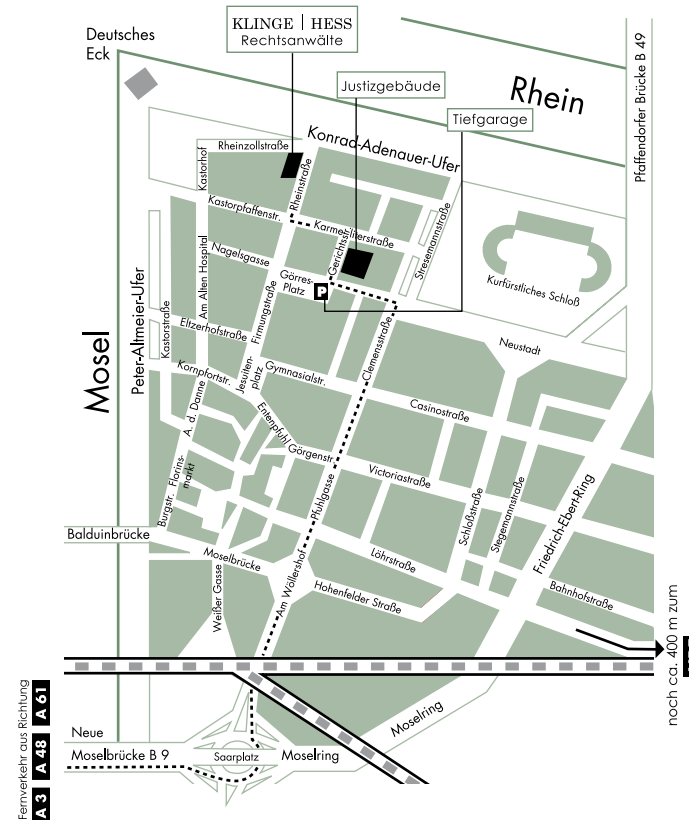 KLINGE | HESS
Rechtsanwälte
Deutsches
Eck
Justizgebäude
Tiefgarage
Rhein
Pfaffendorfer Brücke B 49
Konrad-Adenauer-Ufer
Rheinzollstraße
Kastorhof
Rheinstraße
Kastorpfaffenstr.
Karmeliterstraße
Gerichtsstr.
Stresemannstraße
Am Alten Hospital
Nagelsgasse
Görres-
Platz
P
Kurfürstliches Schloß
Mosel
Peter-Altmeier-Ufer
Kastorstraße
Eltzerhofstraße
Firmungstraße
Clemensstraße
Neustadt
Kornpfortstr.
Jesuiten-
platz
Gymnasialstr.
A. d. Danne
Casinostraße
Entenpfuhl
Görgenstr.
Florins-
markt
Burgstr.
Victoriastraße
Pfuhlgasse
Schloßstraße
Stegemannstraße
Friedrich-Ebert-Ring
Balduinbrücke
Moselbrücke
Löhrstraße
Weißer Gasse
Am Wöllershof
Hohenfelder Straße
Bahnhofstraße
noch ca. 400 m zum
Fernverkehr aus Richtung
A 3 A 48 A 61
Neue
Moselbrücke B 9
Saarplatz
Moselring
Moselring